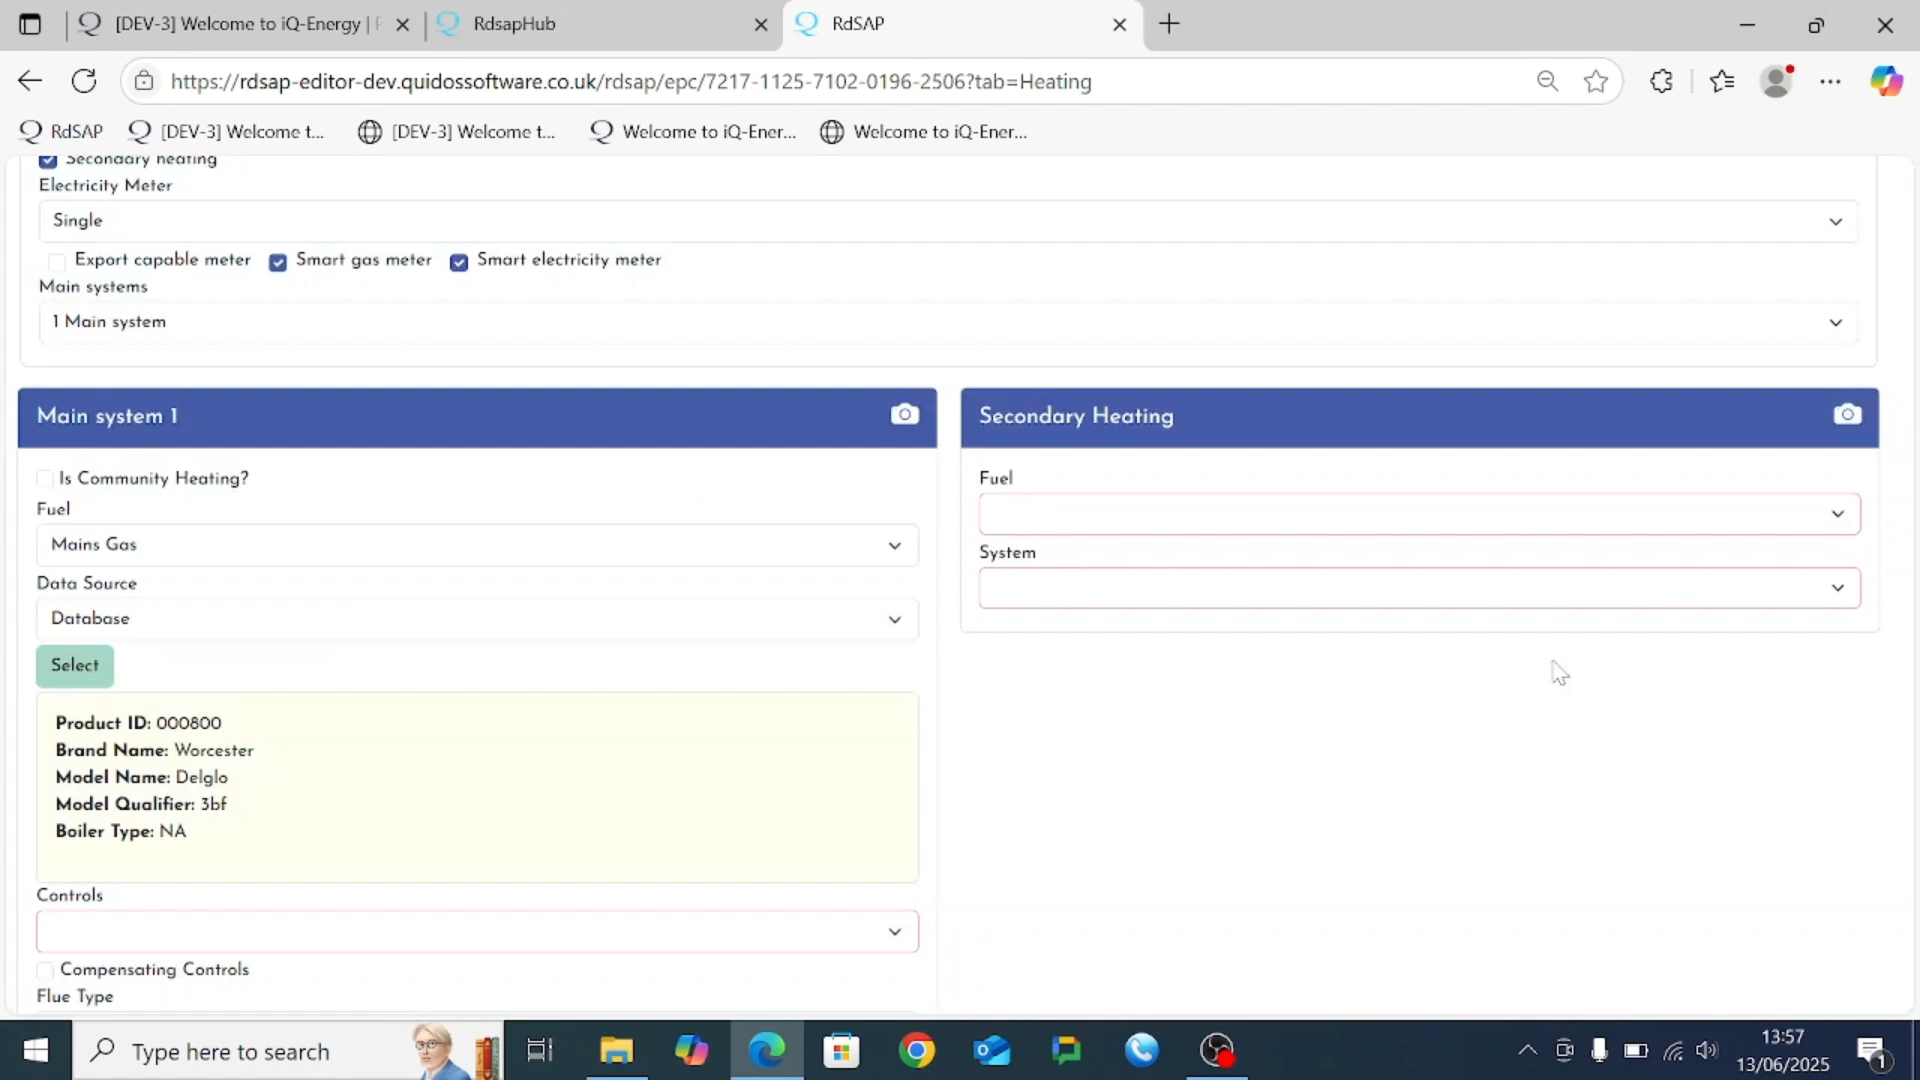 [DEV-3] Welcome to iQ-Energy | F
RdsapHub
RdSAP
https://rdsap-editor-dev.quidossoftware.co.uk/rdsap/epc/7217-1125-7102-0196-2506?tab=Heating
RdSAP
[DEV-3] Welcome t...
[DEV-3] Welcome t...
Welcome to iQ-Ener...
Welcome to iQ-Ener...
Secondary heating
Electricity Meter
Single
Export capable meter
Smart gas meter
Smart electricity meter
Main systems
1 Main system
Main system 1
Is Community Heating?
Fuel
Mains Gas
Data Source
Database
Select
Product ID: 000800
Brand Name: Worcester
Model Name: Delglo
Model Qualifier: 3bf
Boiler Type: NA
Controls
Compensating Controls
Flue Type
Secondary Heating
Fuel
System
Type here to search
13:57
13/06/2025
1